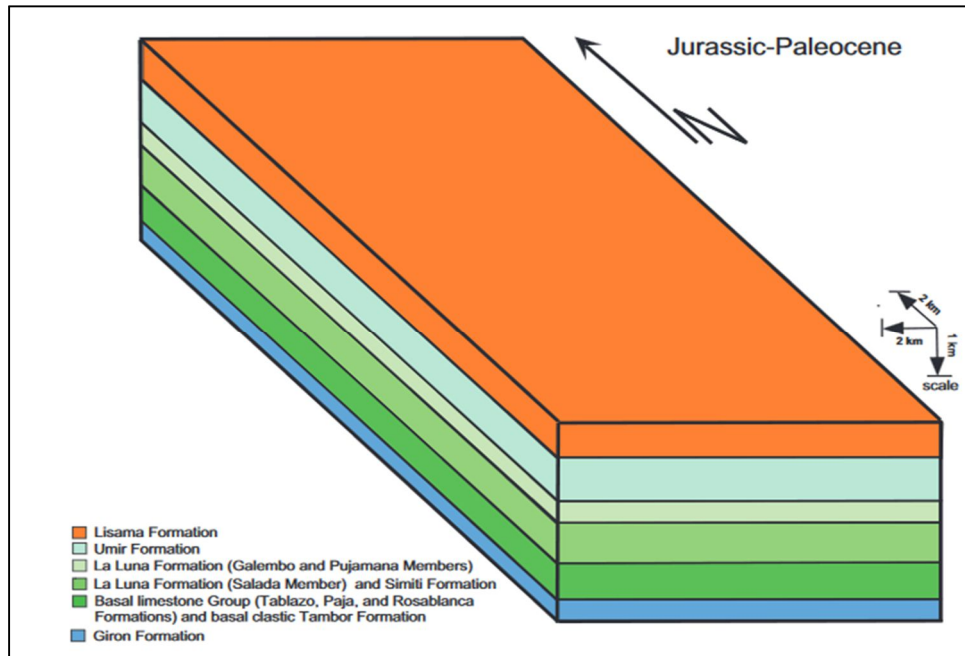 Jurassic-Paleocene
N
2 km
2 km
1 km
scale
Lisama Formation
Umir Formation
La Luna Formation (Galembo and Pujamana Members)
La Luna Formation (Salada Member) and Simiti Formation
Basal limestone Group (Tablazo, Paja, and Rosablanca
Formations) and basal clastic Tambor Formation
Giron Formation